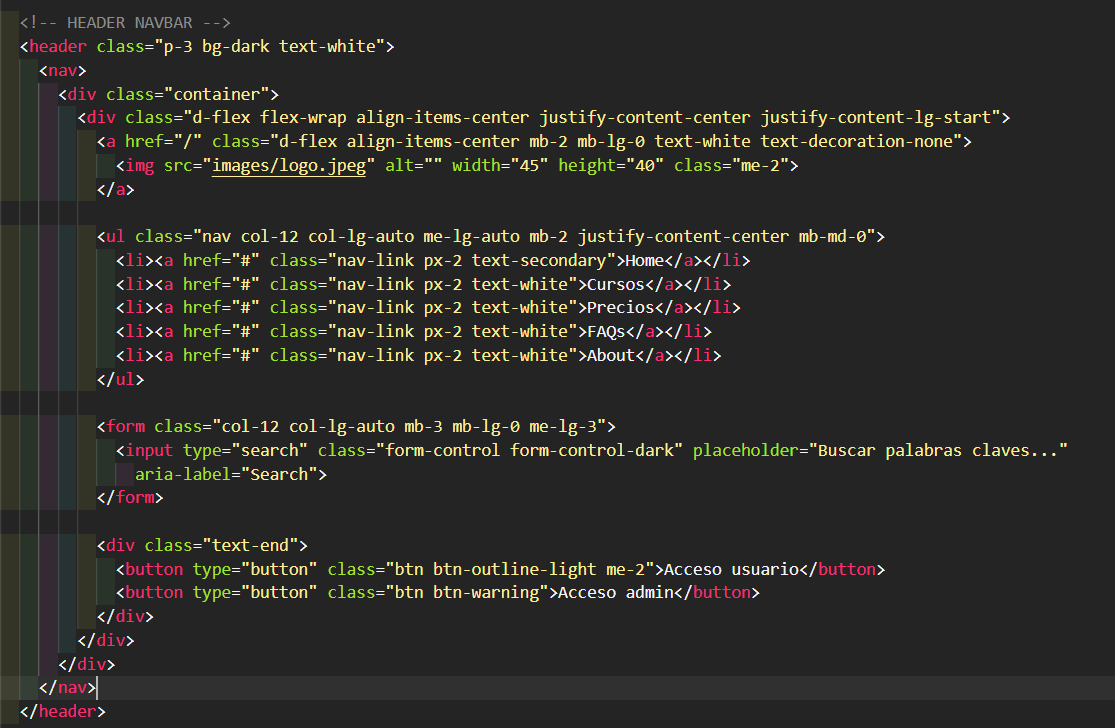 <!-- HEADER NAVBAR -->
<header class="p-3 bg-dark text-white">
<nav>
<div class="container">
<div class="d-flex flex-wrap align-items-center justify-content-center justify-content-lg-start">
<a href="/" class="d-flex align-items-center mb-2 mb-lg-0 text-white text-decoration-none">
<img src="images/logo.jpeg" alt="" width="45" height="40" class="me-2">
</a>
<ul class="nav col-12 col-lg-auto me-lg-auto mb-2 justify-content-center mb-md-0">
<li><a href="#" class="nav-link px-2 text-secondary">Home</a></li>
<li><a href="#" class="nav-link px-2 text-white">Cursos</a></li>
<li><a href="#" class="nav-link px-2 text-white">Precios</a></li>
<li><a href="#" class="nav-link px-2 text-white">FAQs</a></li>
<li><a href="#" class="nav-link px-2 text-white">About</a></li>
</ul>
<form class="col-12 col-lg-auto mb-3 mb-lg-0 me-lg-3">
<input type="search" class="form-control form-control-dark" placeholder="Buscar palabras claves..."
aria-label="Search">
</form>
<div class="text-end">
<button type="button" class="btn btn-outline-light me-2">Acceso usuario</button>
<button type="button" class="btn btn-warning">Acceso admin</button>
</div>
</div>
</div>
</nav>
</header>